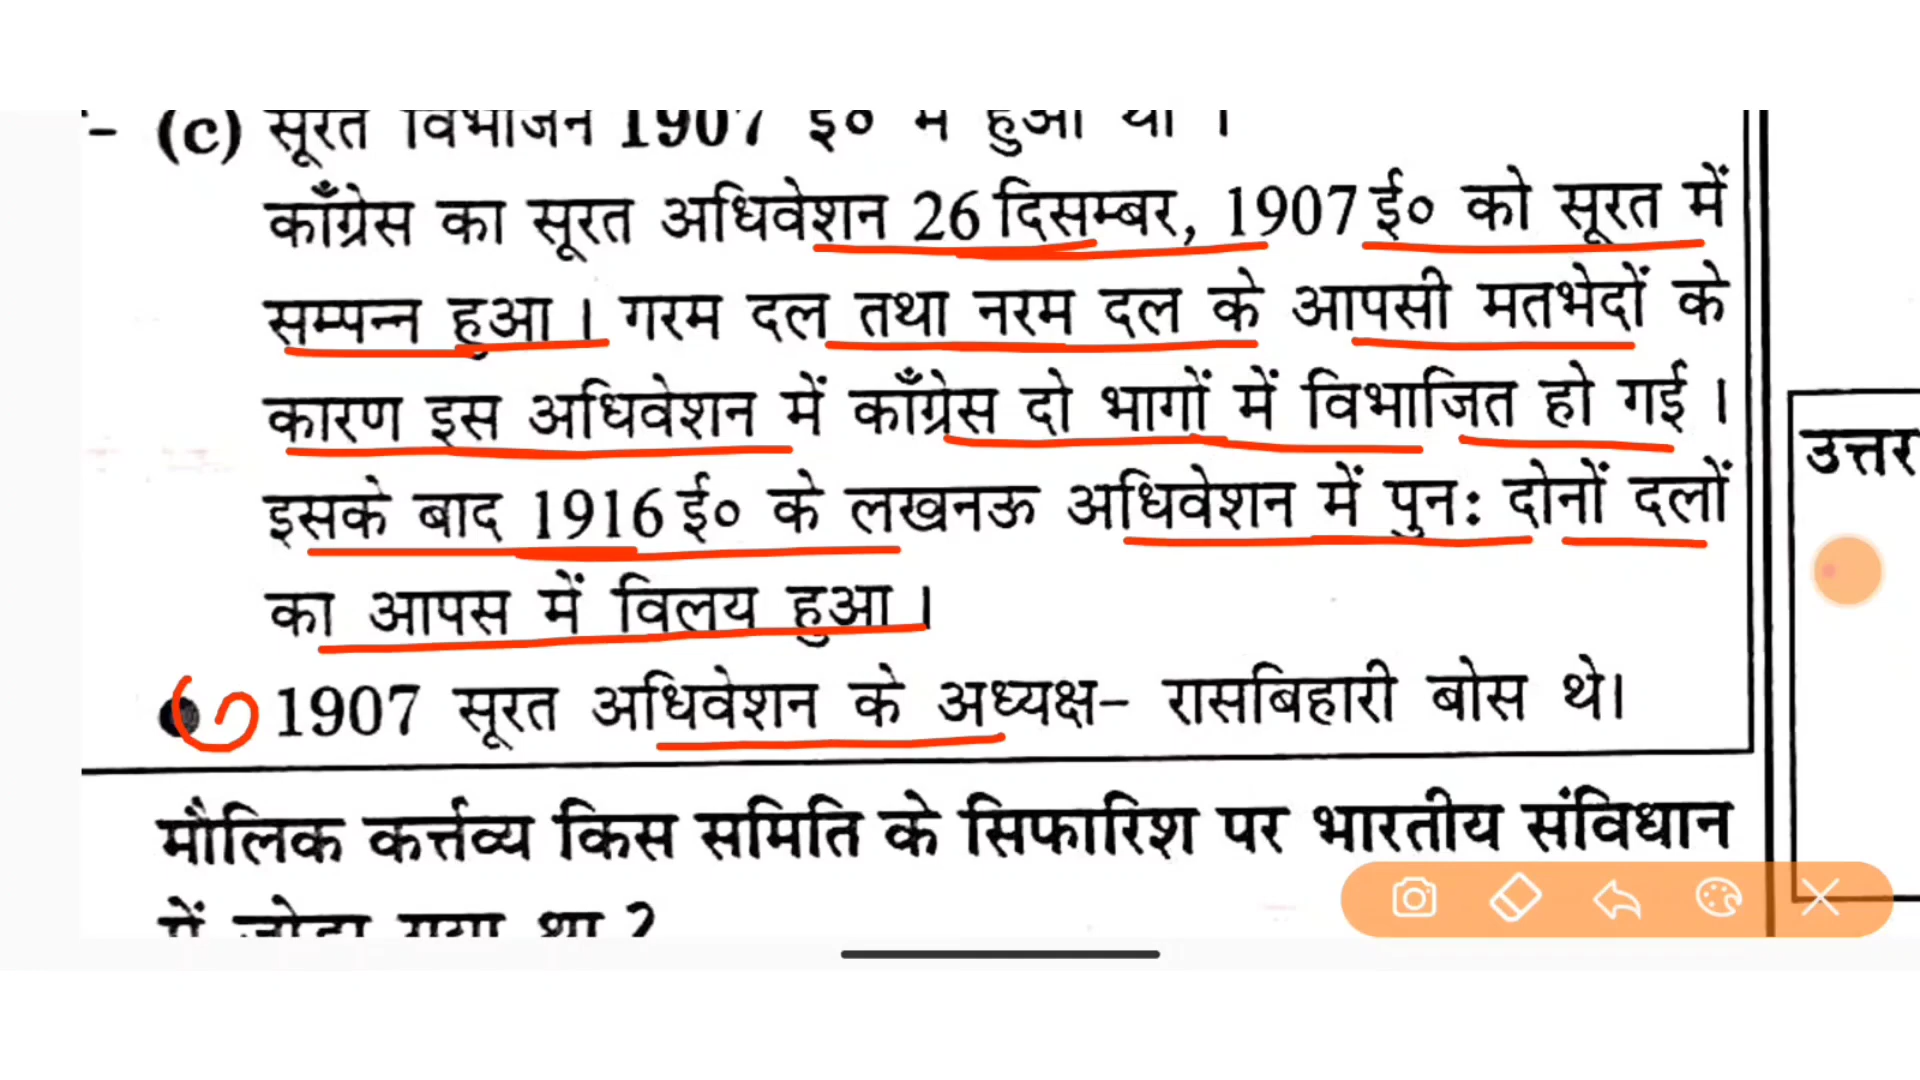 - (c) सूरत विभाजन 1907 ई० में हुआ था ।
काँग्रेस का सूरत अधिवेशन 26 दिसम्बर, 1907 ई० को सूरत में
सम्पन्न हुआ । गरम दल तथा नरम दल के आपसी मतभेदों के
कारण इस अधिवेशन में काँग्रेस दो भागों में विभाजित हो गई ।
इसके बाद 1916 ई० के लखनऊ अधिवेशन में पुनः दोनों दलों
का आपस में विलय हुआ ।
● 1907 सूरत अधिवेशन के अध्यक्ष– रासबिहारी बोस थे।
मौलिक कर्त्तव्य किस समिति के सिफारिश पर भारतीय संविधान
में जोड़ा गया था ?
उत्तर